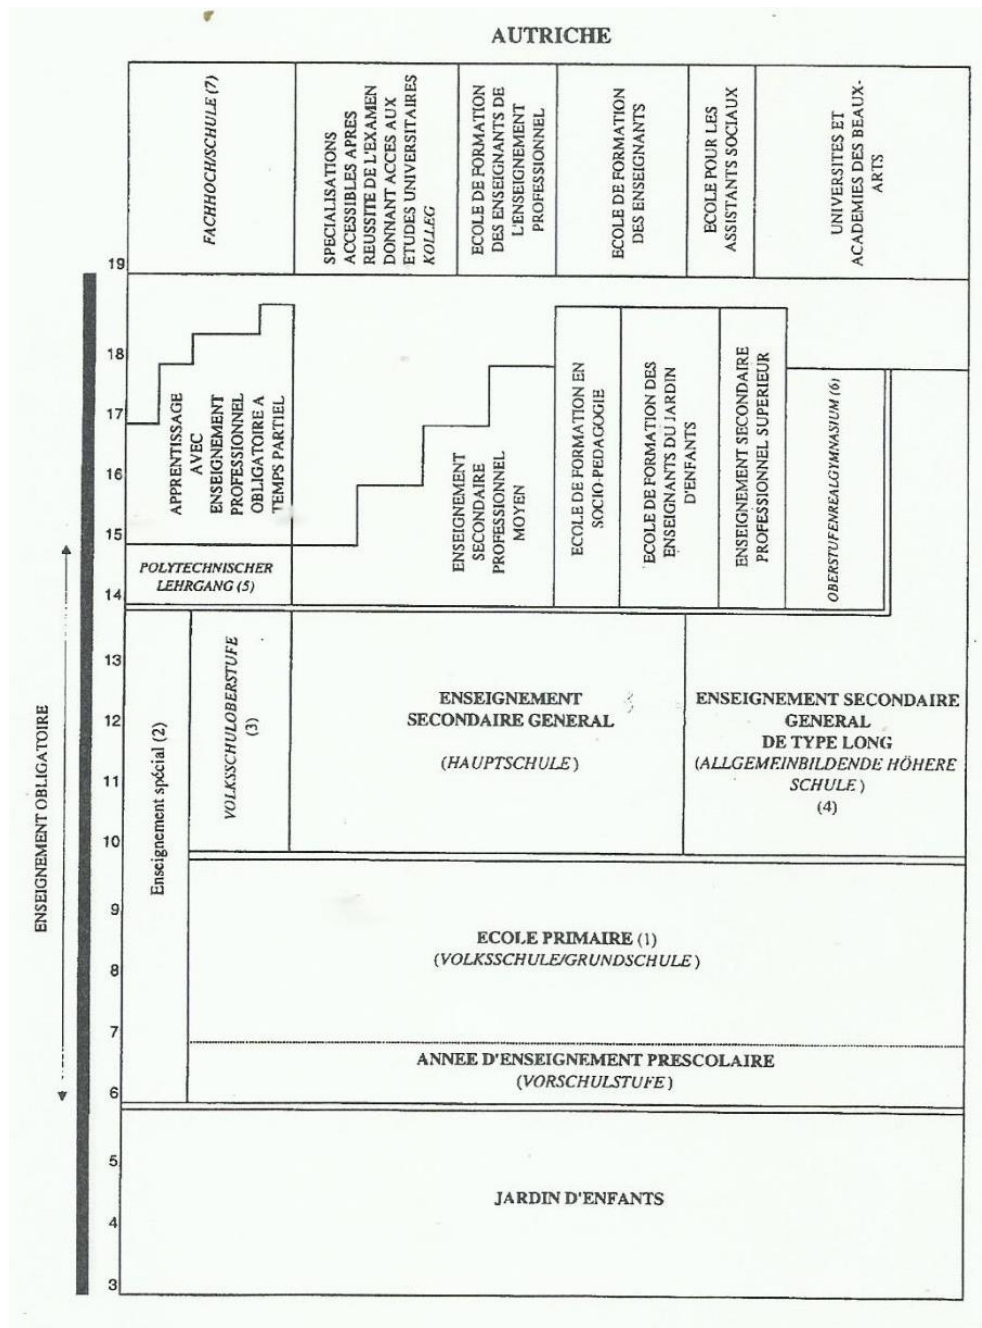 AUTRICHE
FACHHOCH/SCHULE (7)
SPECIALISATIONS
ACCESSIBLES APRES
REUSSITE DE L'EXAMEN
DONNANT ACCES AUX
ETUDES UNIVERSITAIRES
KOLLEG
ECOLE DE FORMATION
DES ENSEIGNANTS DE
L'ENSEIGNEMENT
PROFESSIONNEL
ECOLE DE FORMATION
DES ENSEIGNANTS
ECOLE POUR LES
ASSISTANTS SOCIAUX
UNIVERSITES ET
ACADEMIES DES BEAUX-
ARTS
19
18
17
16
15
14
13
12
11
10
9
8
7
6
5
4
3
ENSEIGNEMENT OBLIGATOIRE
APPRENTISSAGE
AVEC
ENSEIGNEMENT
PROFESSIONNEL
OBLIGATOIRE A
TEMPS PARTIEL
ENSEIGNEMENT
SECONDAIRE
PROFESSIONNEL
MOYEN
ECOLE DE FORMATION EN
SOCIO-PEDAGOGIE
ECOLE DE FORMATION DES
ENSEIGNANTS DU JARDIN
D'ENFANTS
ENSEIGNEMENT SECONDAIRE
PROFESSIONNEL SUPERIEUR
OBERSTUFENREALGYMNASIUM (6)
POLYTECHNISCHER
LEHRGANG (5)
Enseignement spécial (2)
VOLKSSCHULOBERSTUFE
(3)
ENSEIGNEMENT
SECONDAIRE GENERAL
(HAUPTSCHULE)
ENSEIGNEMENT SECONDAIRE
GENERAL
DE TYPE LONG
(ALLGEMEINBILDENDE HÖHERE
SCHULE)
(4)
ECOLE PRIMAIRE (1)
(VOLKSSCHULE/GRUNDSCHULE)
ANNEE D'ENSEIGNEMENT PRESCOLAIRE
(VORSCHULSTUFE)
JARDIN D'ENFANTS